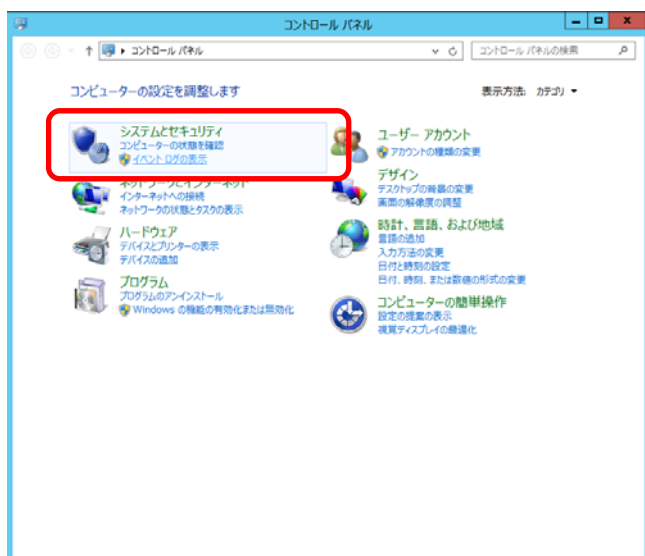 コントロール パネル
コントロール パネル
コントロール パネルの検索
コンピューターの設定を調整します
表示方法: カテゴリ
システムとセキュリティ
コンピューターの状態を確認
イベント ログの表示
ネットワークとインターネット
インターネットへの接続
ネットワークの状態とタスクの表示
ハードウェア
デバイスとプリンターの表示
デバイスの追加
プログラム
プログラムのアンインストール
Windows の機能の有効化または無効化
ユーザー アカウント
アカウントの種類の変更
デザイン
デスクトップの背景の変更
画面の解像度の調整
時計、言語、および地域
言語の追加
入力方法の変更
日付と時刻の設定
日付、時刻、または数値の形式の変更
コンピューターの簡単操作
設定の提案の表示
視覚ディスプレイの最適化